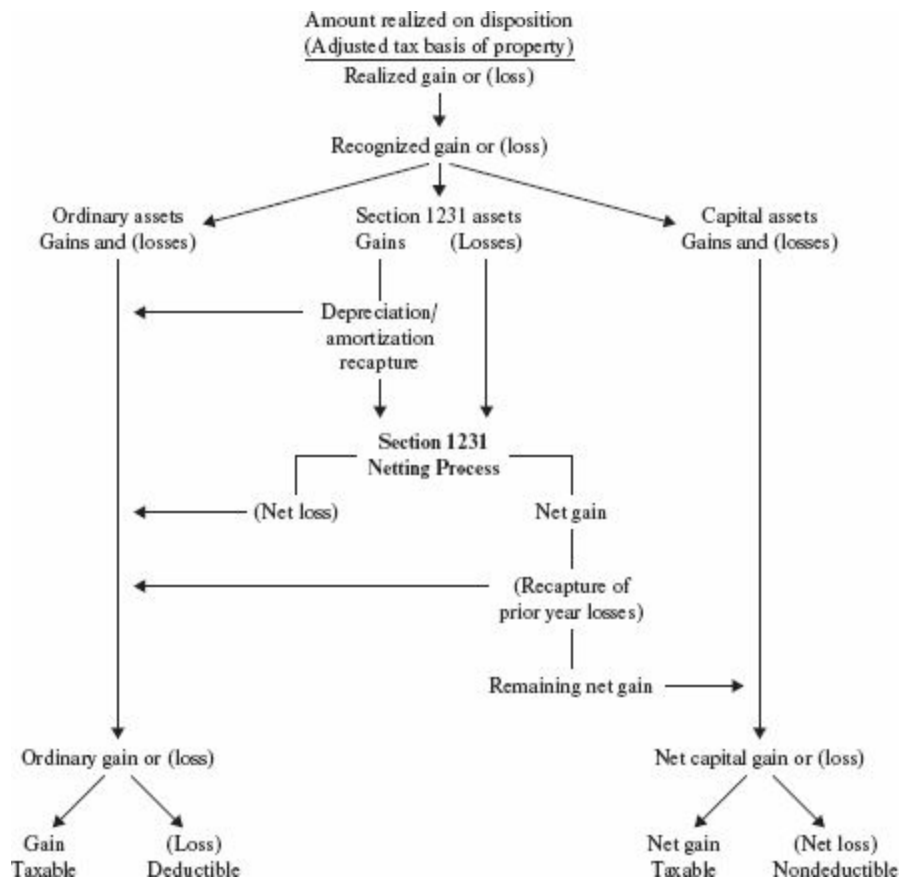 Amount realized on disposition
(Adjusted tax basis of property)
Realized gain or (loss)
Recognized gain or (loss)
Ordinary assets
Gains and (losses)
Section 1231 assets
Gains (Losses)
Capital assets
Gains and (losses)
Depreciation/
amortization
recapture
Section 1231
Netting Process
(Net loss)
Net gain
(Recapture of
prior year losses)
Remaining net gain
Ordinary gain or (loss)
Net capital gain or (loss)
Gain
Taxable
(Loss)
Deductible
Net gain
Taxable
(Net loss)
Nondeductible